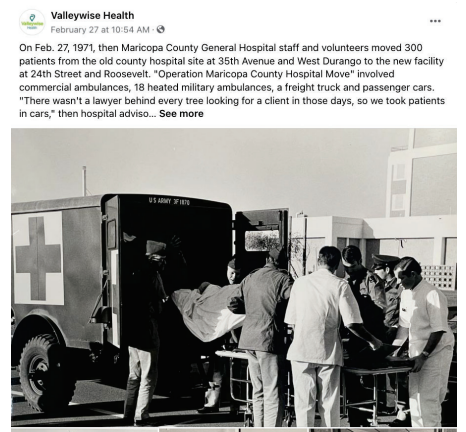 Valleywise Health
February 27 at 10:54 AM ·
On Feb. 27, 1971, then Maricopa County General Hospital staff and volunteers moved 300
patients from the old county hospital site at 35th Avenue and West Durango to the new facility
at 24th Street and Roosevelt. "Operation Maricopa County Hospital Move" involved
commercial ambulances, 18 heated military ambulances, a freight truck and passenger cars.
"There wasn't a lawyer behind every tree looking for a client in those days, so we took patients
in cars," then hospital adviso... See more
US ARMY 3F1870